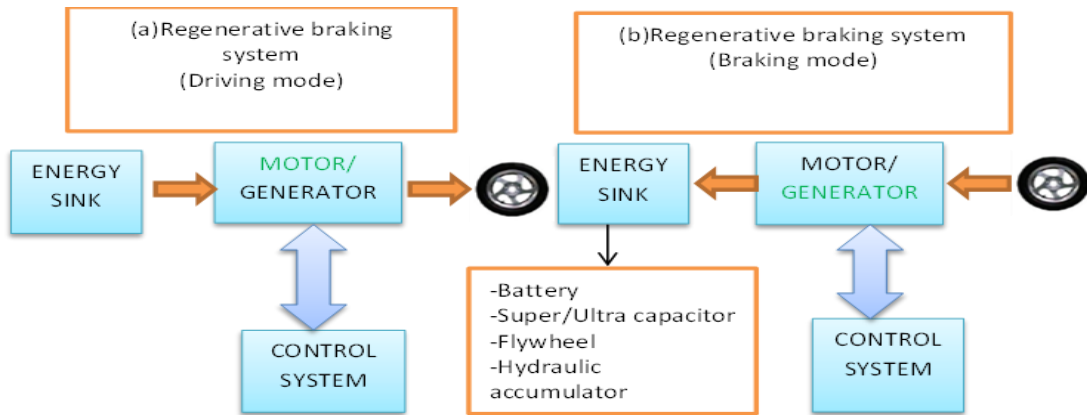 (a)Regenerative braking
system
(Driving mode)
(b)Regenerative braking system
(Braking mode)
ENERGY
SINK
MOTOR/
GENERATOR
ENERGY
SINK
MOTOR/
GENERATOR
CONTROL
SYSTEM
-Battery
-Super/Ultra capacitor
-Flywheel
-Hydraulic
accumulator
CONTROL
SYSTEM